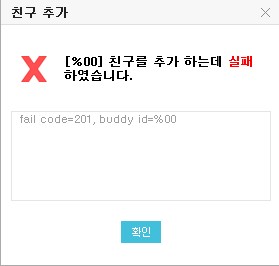 친구 추가
[%00] 친구를 추가 하는데 실패
하였습니다.
fail code=201, buddy id=%00
확인